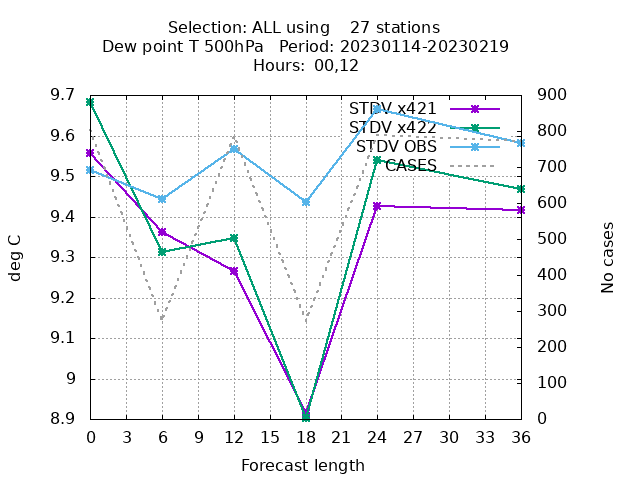 Selection: ALL using    27 stations
Dew point T 500hPa   Period: 20230114-20230219
Hours:  00,12
9.7
9.6
9.5
9.4
9.3
9.2
9.1
9
8.9
deg C
STDV x421
STDV x422
STDV OBS
CASES
900
800
700
600
500
400
300
200
100
0
No cases
0 3 6 9 12 15 18 21 24 27 30 33 36
Forecast length